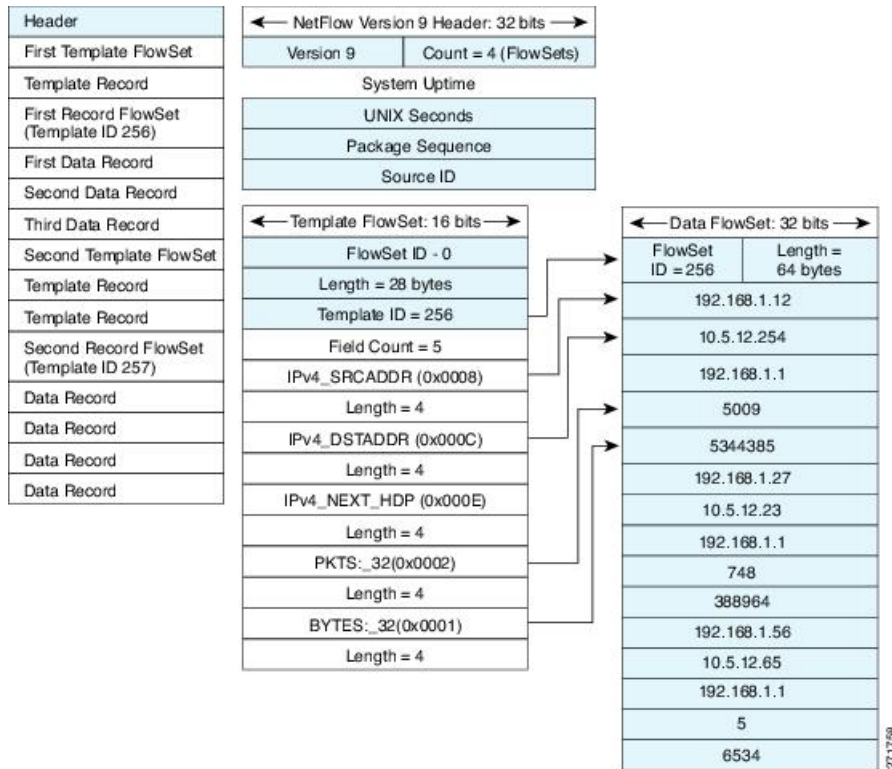 Header
First Template FlowSet
Template Record
First Record FlowSet
(Template ID 256)
First Data Record
Second Data Record
Third Data Record
Second Template FlowSet
Template Record
Template Record
Second Record FlowSet
(Template ID 257)
Data Record
Data Record
Data Record
Data Record
NetFlow Version 9 Header: 32 bits
Version 9
Count = 4 (FlowSets)
System Uptime
UNIX Seconds
Package Sequence
Source ID
Template FlowSet: 16 bits
FlowSet ID - 0
Length = 28 bytes
Template ID = 256
Field Count = 5
IPv4_SRCADDR (0x0008)
Length = 4
IPv4_DSTADDR (0x000C)
Length = 4
IPv4_NEXT_HDP (0x000E)
Length = 4
PKTS:_32(0x0002)
Length = 4
BYTES:_32(0x0001)
Length = 4
Data FlowSet: 32 bits
FlowSet
ID = 256
Length =
64 bytes
192.168.1.12
10.5.12.254
192.168.1.1
5009
5344385
192.168.1.27
10.5.12.23
192.168.1.1
748
388964
192.168.1.56
10.5.12.65
192.168.1.1
5
6534
271758